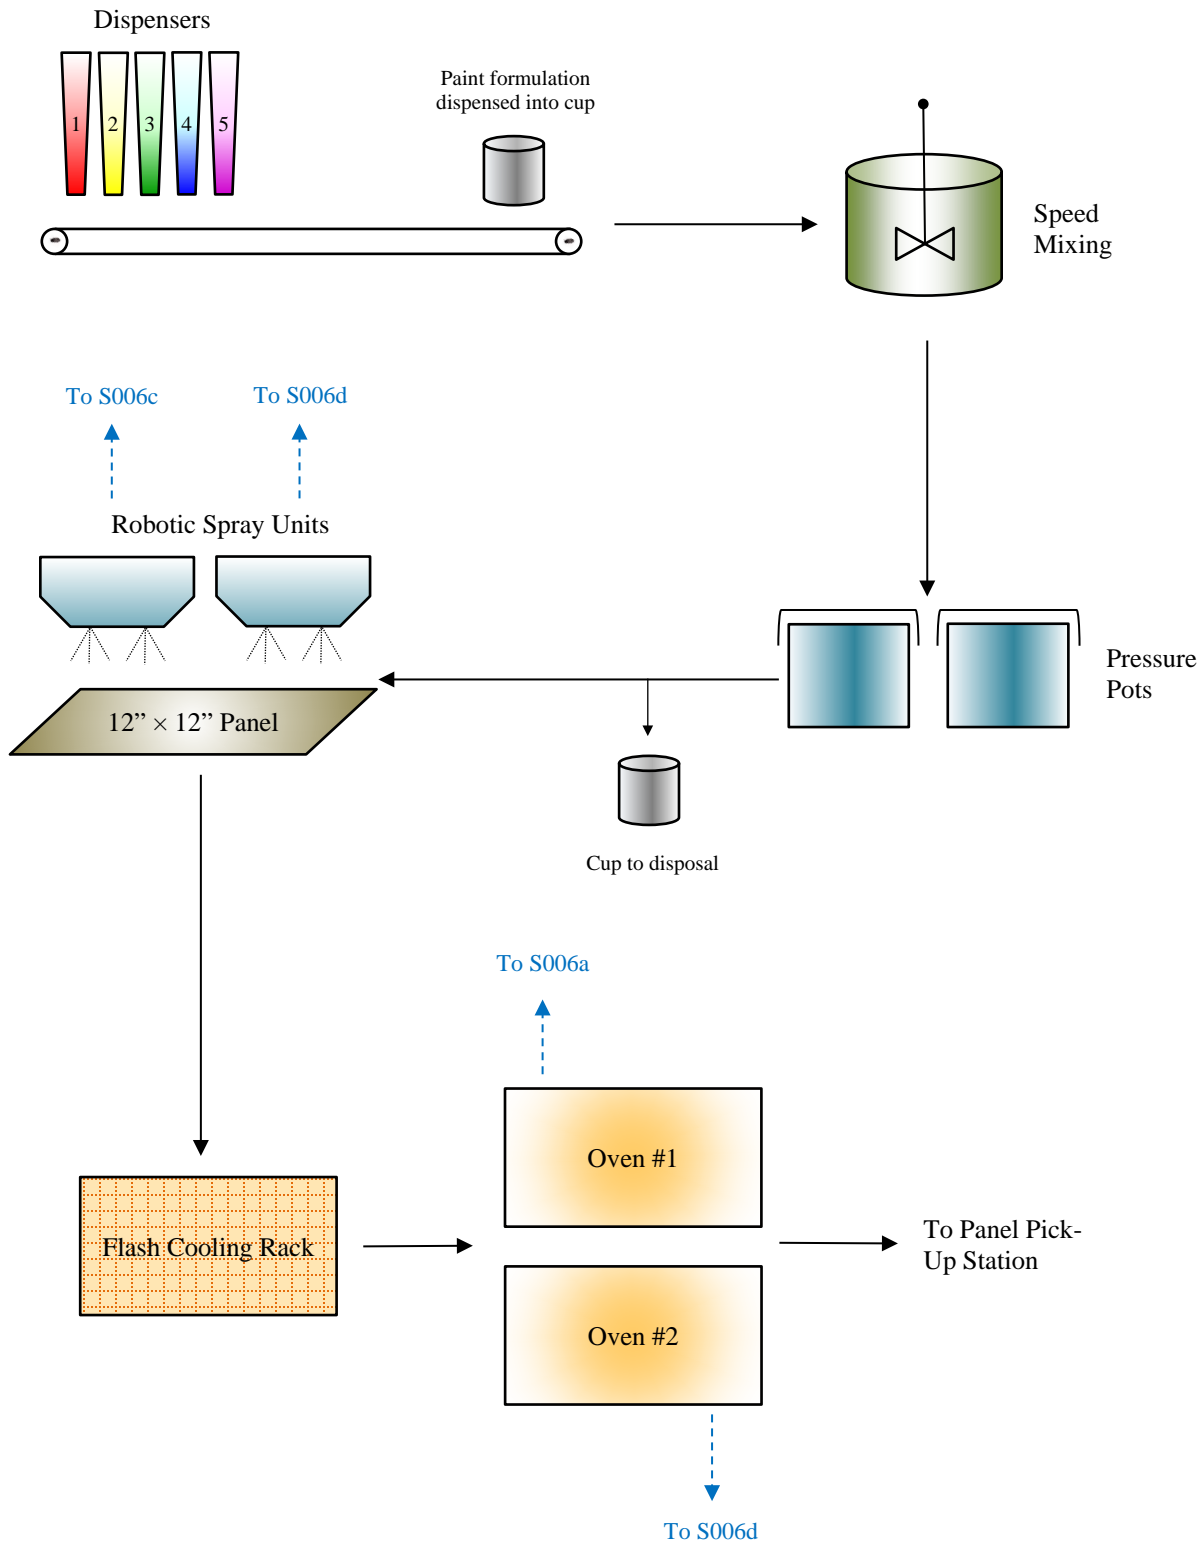 Dispensers
1 2 3 4 5
Paint formulation
dispensed into cup
Speed
Mixing
To S006c
To S006d
Robotic Spray Units
12” × 12” Panel
Pressure
Pots
Cup to disposal
To S006a
Oven #1
Flash Cooling Rack
To Panel Pick-
Up Station
Oven #2
To S006d